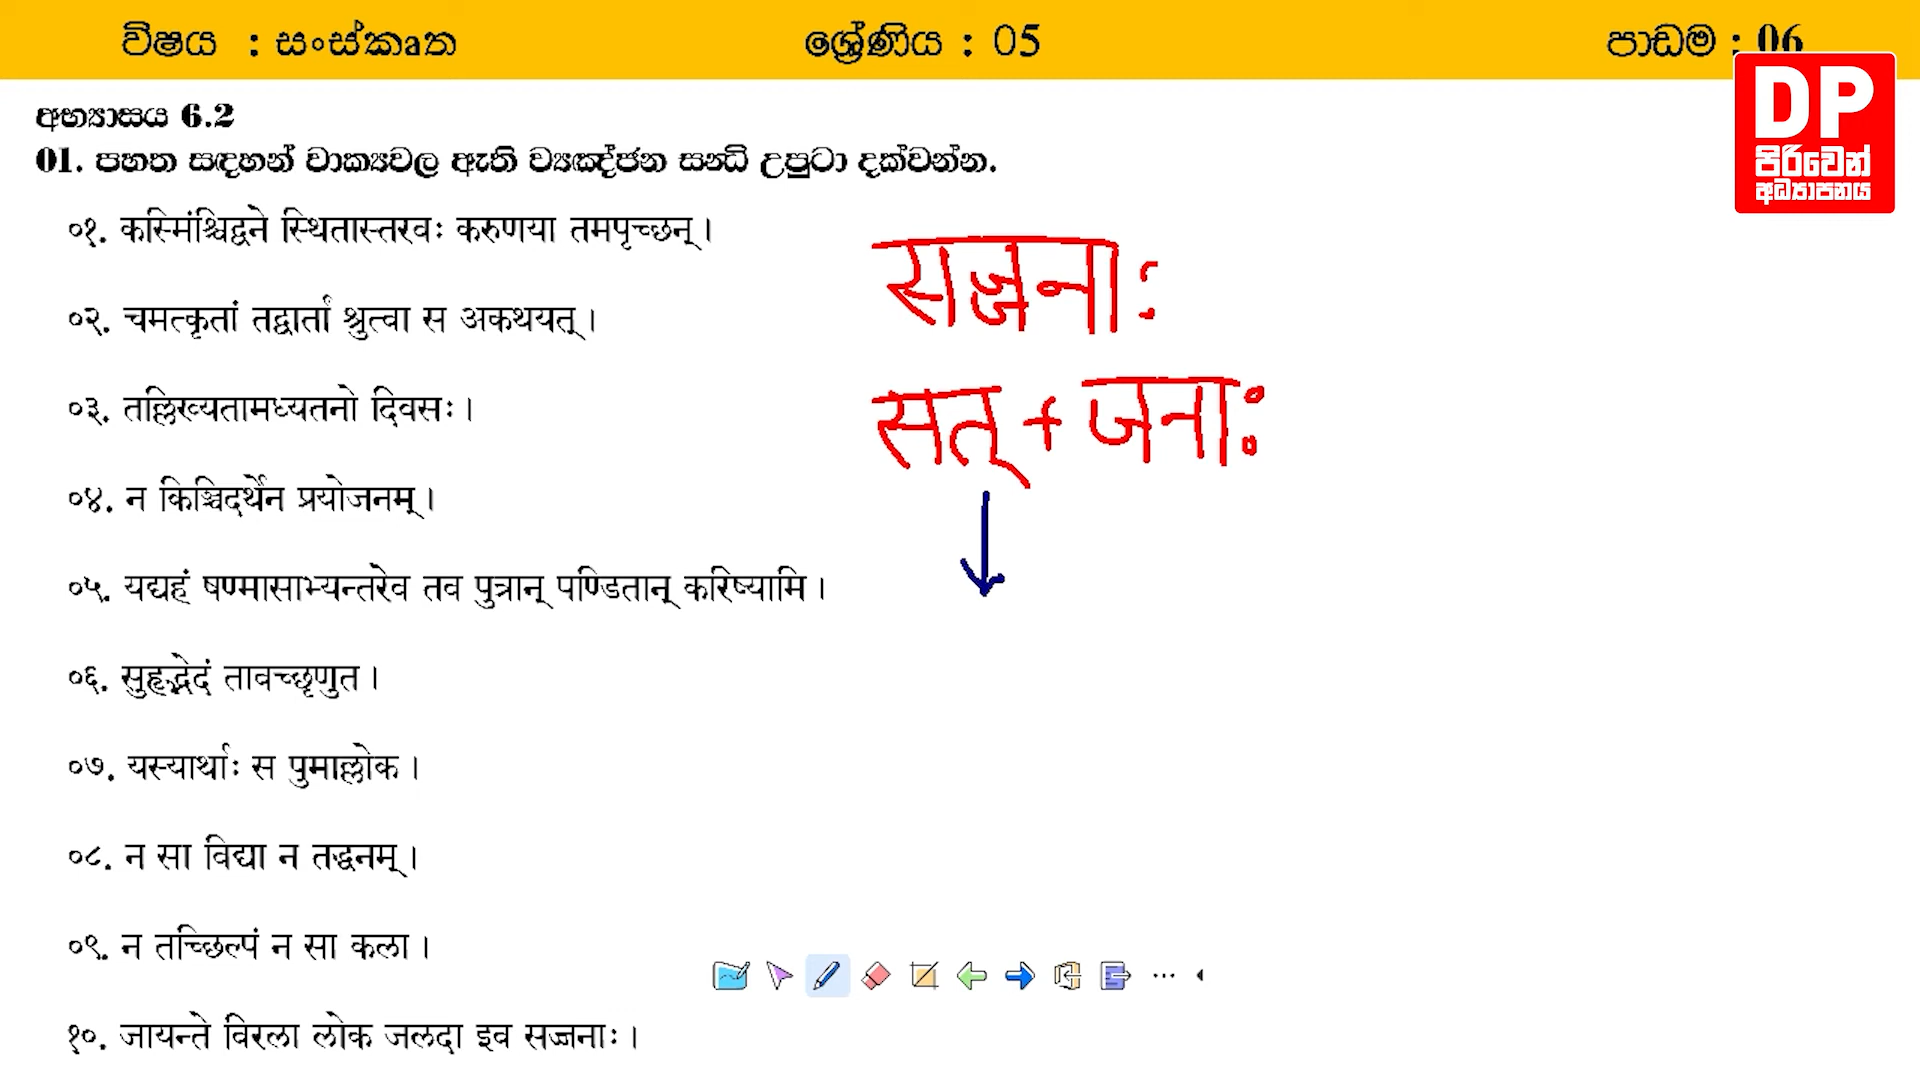 විෂය : සංස්කෘත
ශ්‍රේණිය : 05
පාඩම : 06
DP
පිරිවෙන්
අධ්‍යාපනය
අභ්‍යාසය 6.2
01. පහත සඳහන් වාක්‍යවල ඇති ව්‍යඤ්ජන සන්ධි උපුටා දක්වන්න.
०१. कस्मिंश्चिद्वने स्थितास्तरवः करुणया तमपृच्छन् ।
०२. चमत्कृतां तद्वार्तां श्रुत्वा स अकथयत् ।
०३. तल्लिख्यतामध्यतनो दिवसः ।
०४. न किञ्चिदर्थेन प्रयोजनम् ।
०५. यद्यहं षण्मासाभ्यन्तरेव तव पुत्रान् पण्डितान् करिष्यामि ।
०६. सुहृद्भेदं तावच्छृणुत ।
०७. यस्यार्थाः स पुमाल्लोक ।
०८. न सा विद्या न तद्धनम् ।
०९. न तच्छिल्पं न सा कला ।
१०. जायन्ते विरला लोक जलदा इव सज्जनाः ।
सज्जनाः
सत् + जनाः